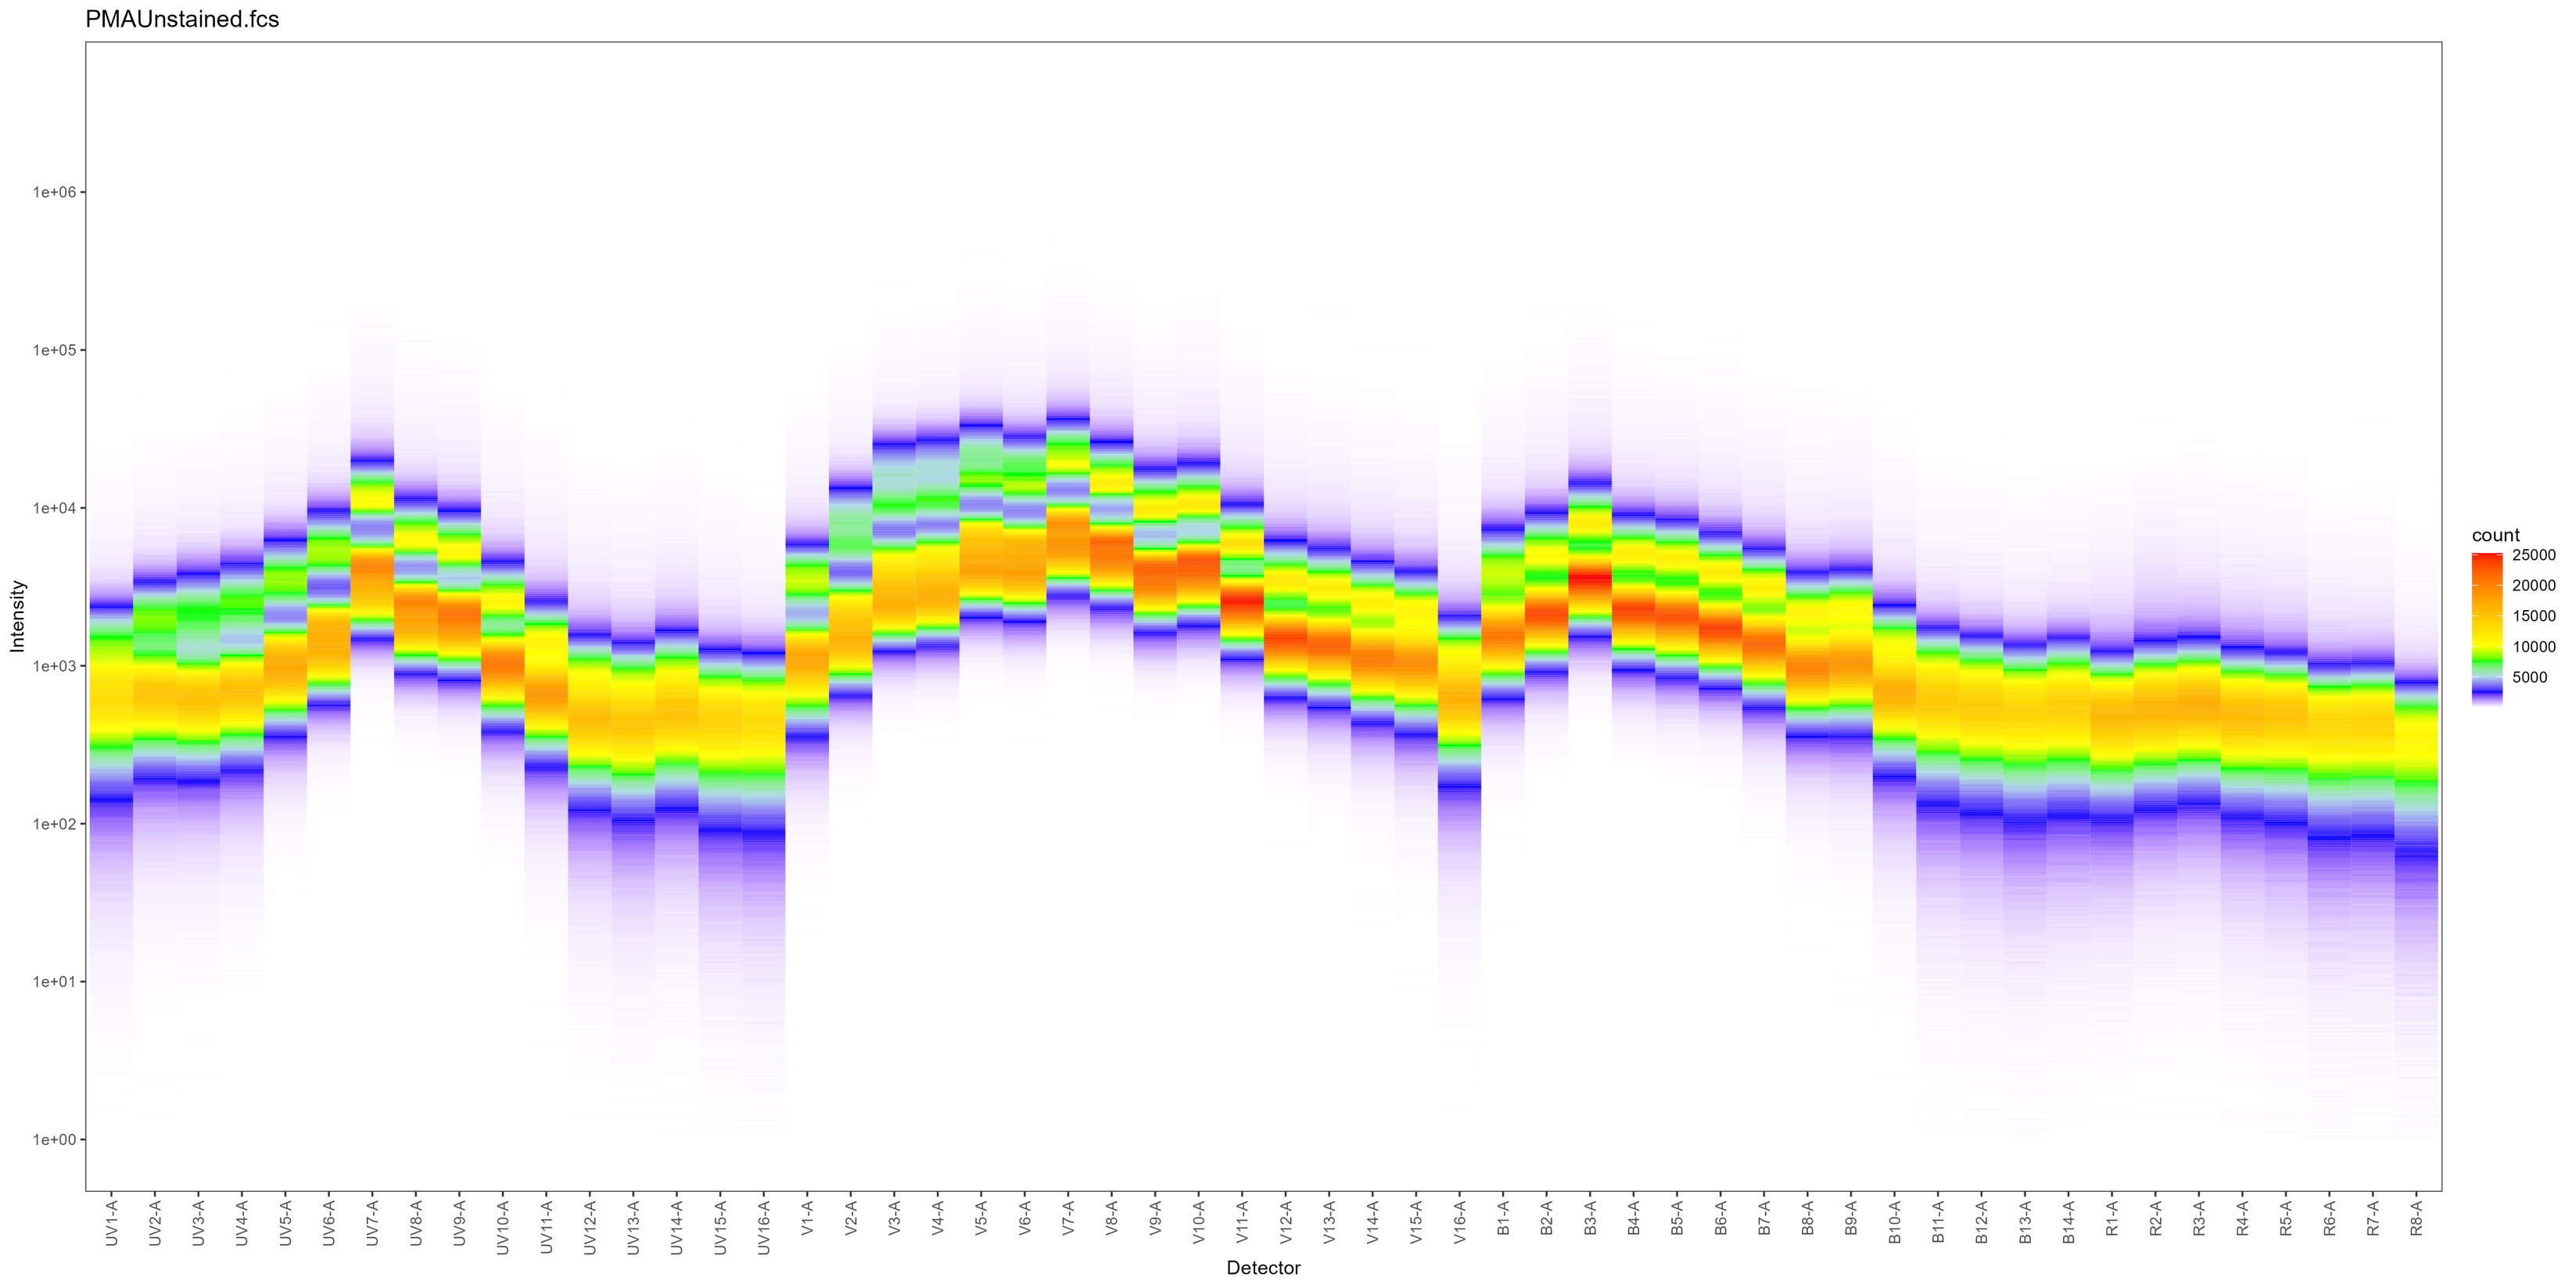 PMAUnstained.fcs
Intensity
1e+06
1e+05
1e+04
1e+03
1e+02
1e+01
1e+00
UV1-A
UV2-A
UV3-A
UV4-A
UV5-A
UV6-A
UV7-A
UV8-A
UV9-A
UV10-A
UV11-A
UV12-A
UV13-A
UV14-A
UV15-A
UV16-A
V1-A
V2-A
V3-A
V4-A
V5-A
V6-A
V7-A
V8-A
V9-A
V10-A
V11-A
V12-A
V13-A
V14-A
V15-A
V16-A
B1-A
B2-A
B3-A
B4-A
B5-A
B6-A
B7-A
B8-A
B9-A
B10-A
B11-A
B12-A
B13-A
B14-A
R1-A
R2-A
R3-A
R4-A
R5-A
R6-A
R7-A
R8-A
Detector
count
25000
20000
15000
10000
5000